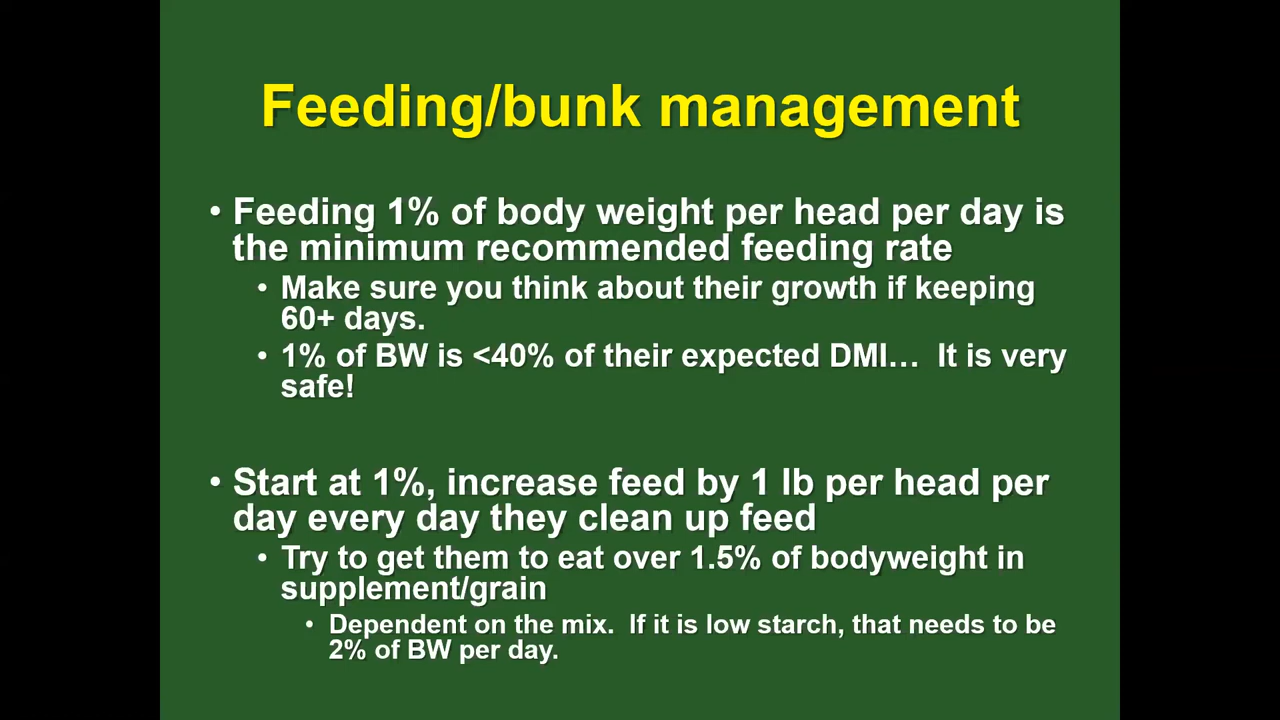 Feeding/bunk management
• Feeding 1% of body weight per head per day is
the minimum recommended feeding rate
• Make sure you think about their growth if keeping
60+ days.
• 1% of BW is <40% of their expected DMI… It is very
safe!
• Start at 1%, increase feed by 1 lb per head per
day every day they clean up feed
• Try to get them to eat over 1.5% of bodyweight in
supplement/grain
• Dependent on the mix. If it is low starch, that needs to be
2% of BW per day.